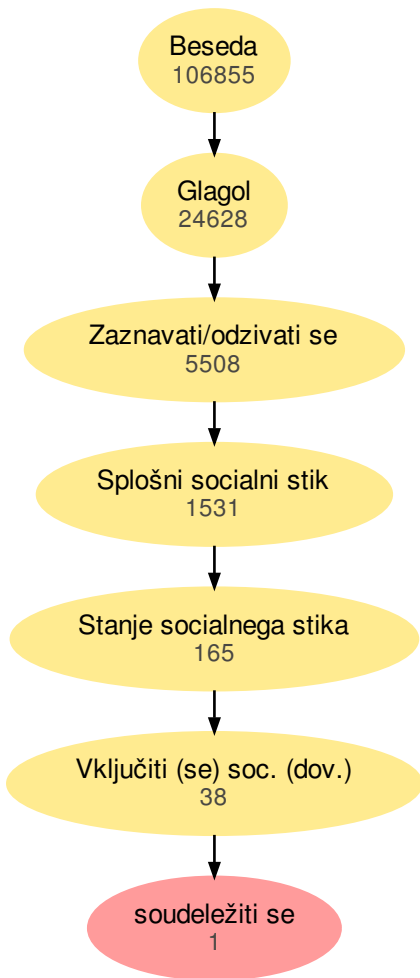 Beseda
106855
Glagol
24628
Zaznavati/odzivati se
5508
Splošni socialni stik
1531
Stanje socialnega stika
165
Vključiti (se) soc. (dov.)
38
soudeležiti se
1